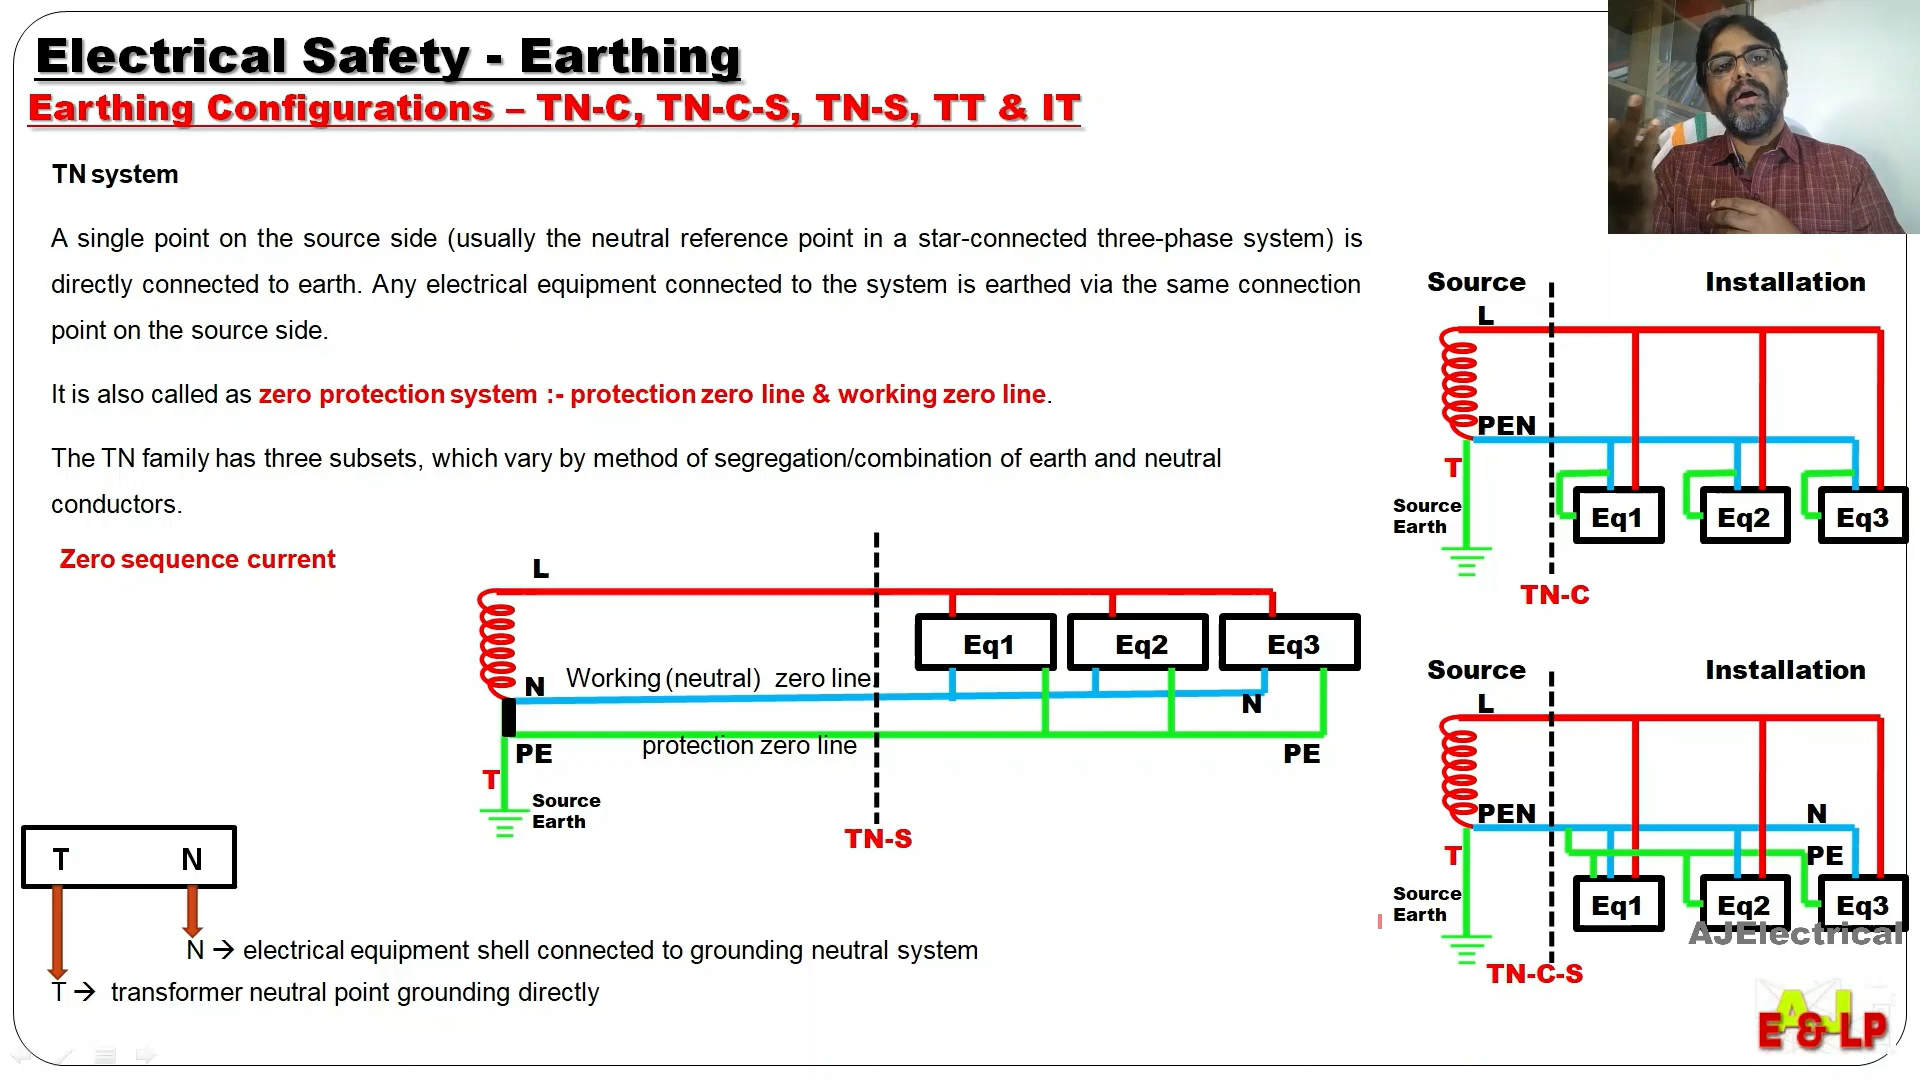 Electrical Safety - Earthing
Earthing Configurations – TN-C, TN-C-S, TN-S, TT & IT
TN system
A single point on the source side (usually the neutral reference point in a star-connected three-phase system) is
directly connected to earth. Any electrical equipment connected to the system is earthed via the same connection
point on the source side.
It is also called as zero protection system :- protection zero line & working zero line.
The TN family has three subsets, which vary by method of segregation/combination of earth and neutral
conductors.
Zero sequence current
L
Eq1 Eq2 Eq3
N Working (neutral) zero line
N
PE protection zero line PE
T
Source
Earth
TN-S
T N
N → electrical equipment shell connected to grounding neutral system
T → transformer neutral point grounding directly
Source Installation
L
PEN
T
Source
Earth
Eq1 Eq2 Eq3
TN-C
Source Installation
L
PEN N
T PE
Source
Earth
Eq1 Eq2 Eq3
AJElectrical
TN-C-S
AJ
E & LP